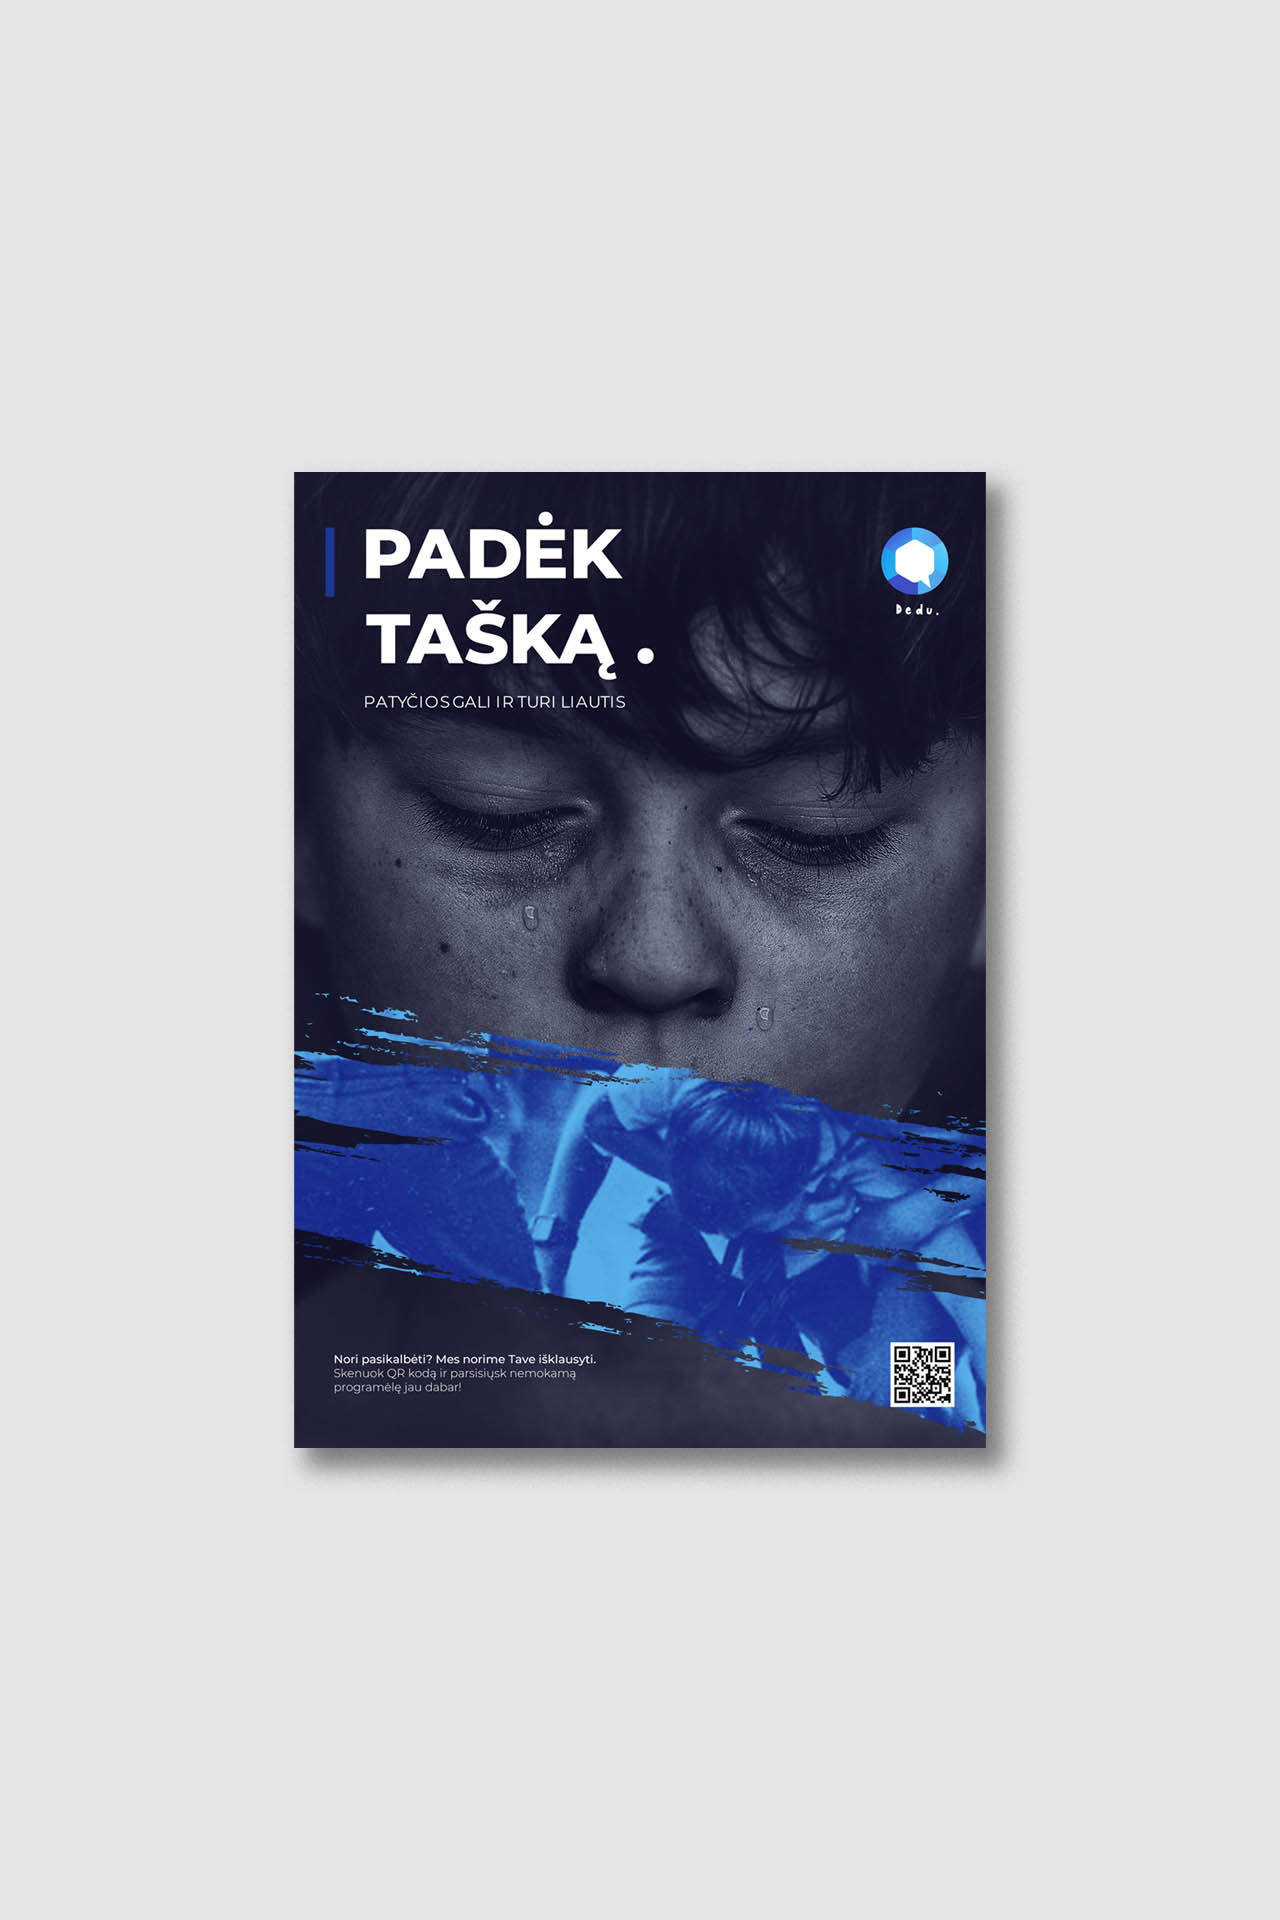 PADĖK
TAŠKĄ .
PATYČIOS GALI IR TURI LIAUTIS
Dedu.
Nori pasikalbėti? Mes norime Tave išklausyti.
Skenuok QR kodą ir parsisiųsk nemokamą
programėlę jau dabar!